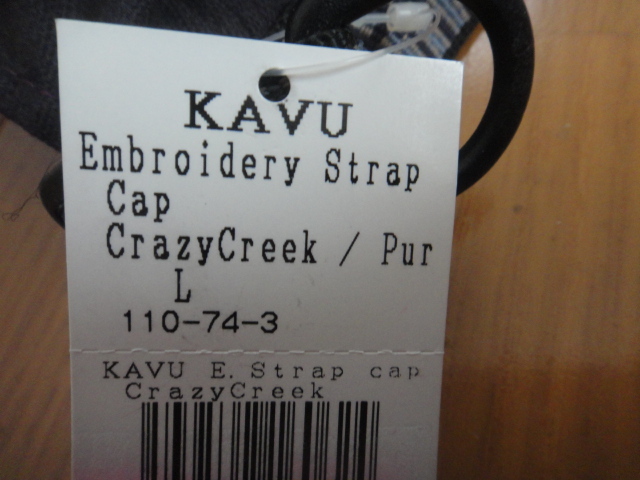 KAVU
Embroidery Strap
Cap
CrazyCreek / Pur
L
110-74-3
KAVU E. Strap cap
CrazyCreek